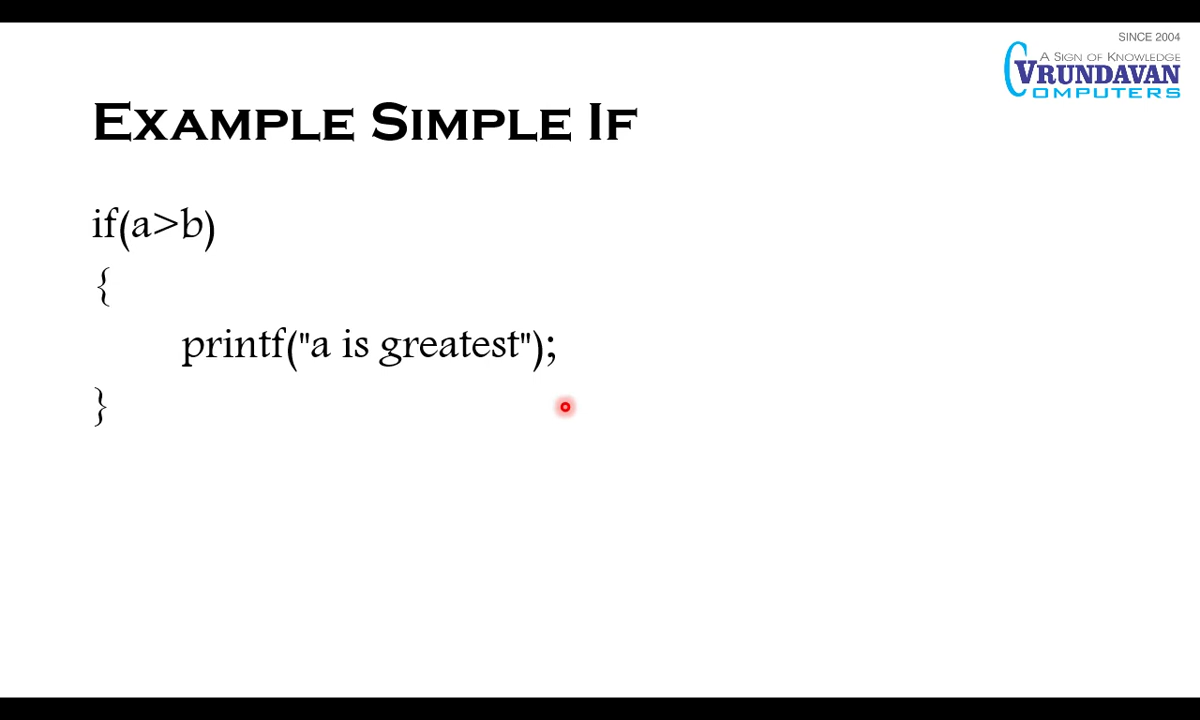 SINCE 2004
A SIGN OF KNOWLEDGE
VRUNDAVAN
COMPUTERS
EXAMPLE SIMPLE IF
if(a>b)
{
printf("a is greatest");
}